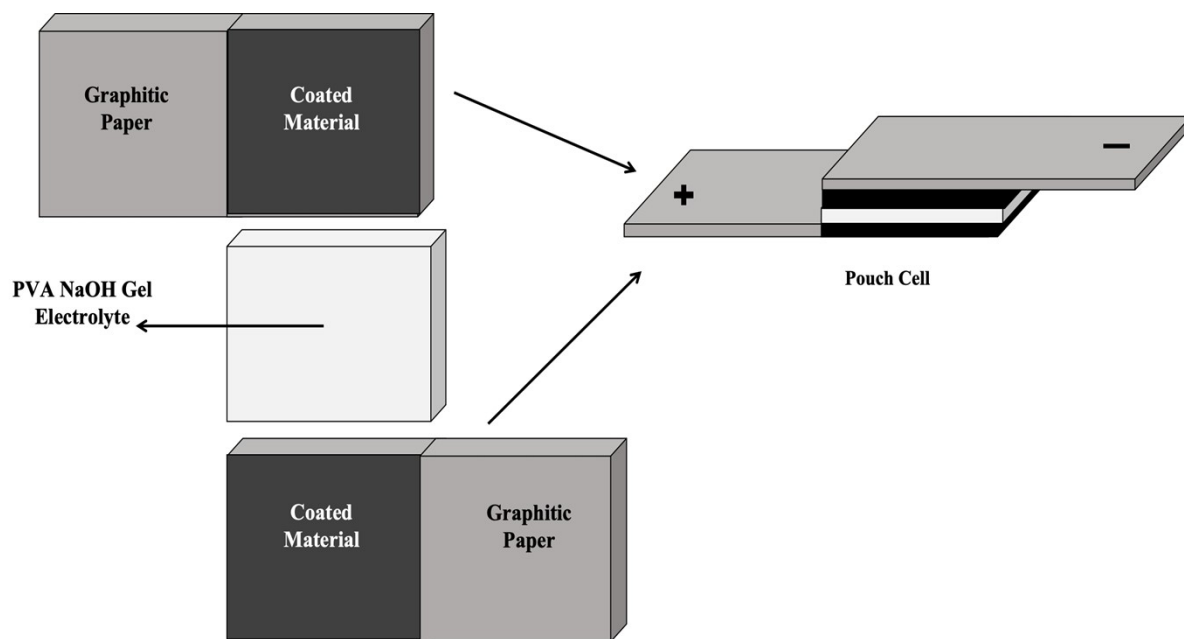 Graphitic
Paper
Coated
Material
+
−
PVA NaOH Gel
Electrolyte
Pouch Cell
Coated
Material
Graphitic
Paper